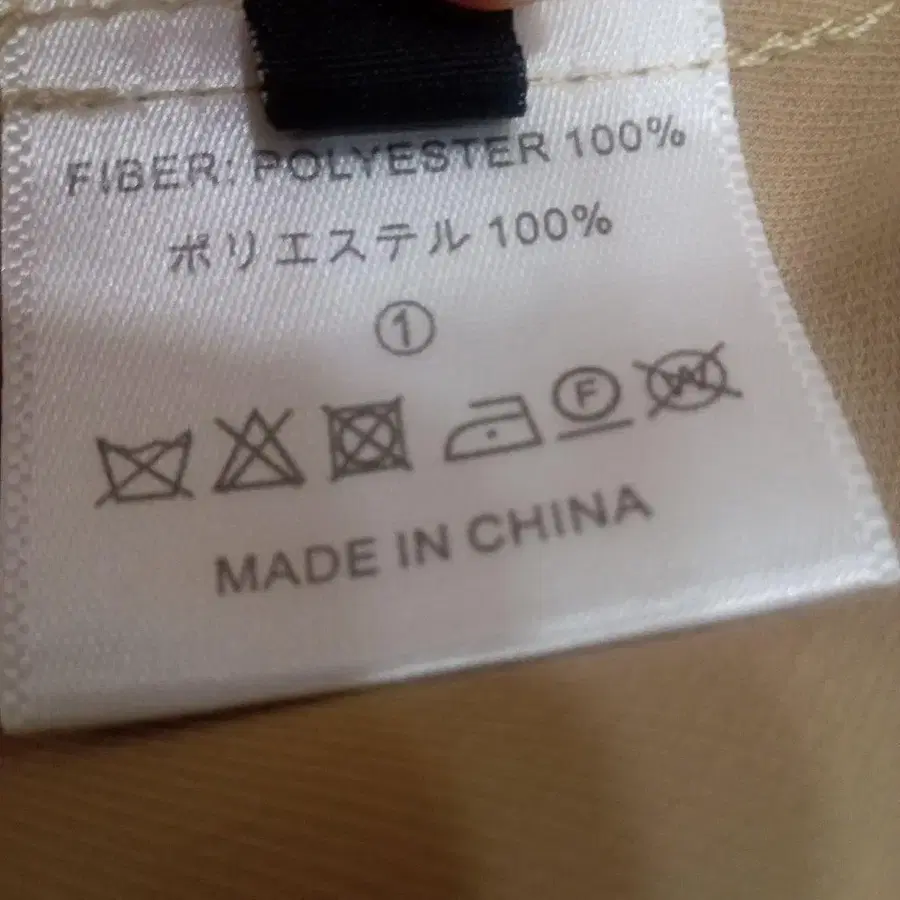 FIBER: POLYESTER 100%
ポリエステル 100%
①
F W
MADE IN CHINA